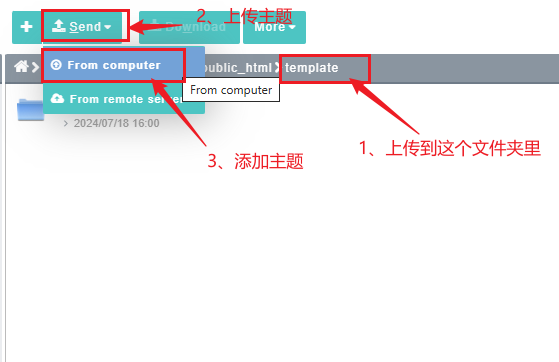 2、上传主题
Send
Download
More
From computer
public_html
template
From remote server
From computer
2024/07/18 16:00
1、上传到这个文件夹里
3、添加主题